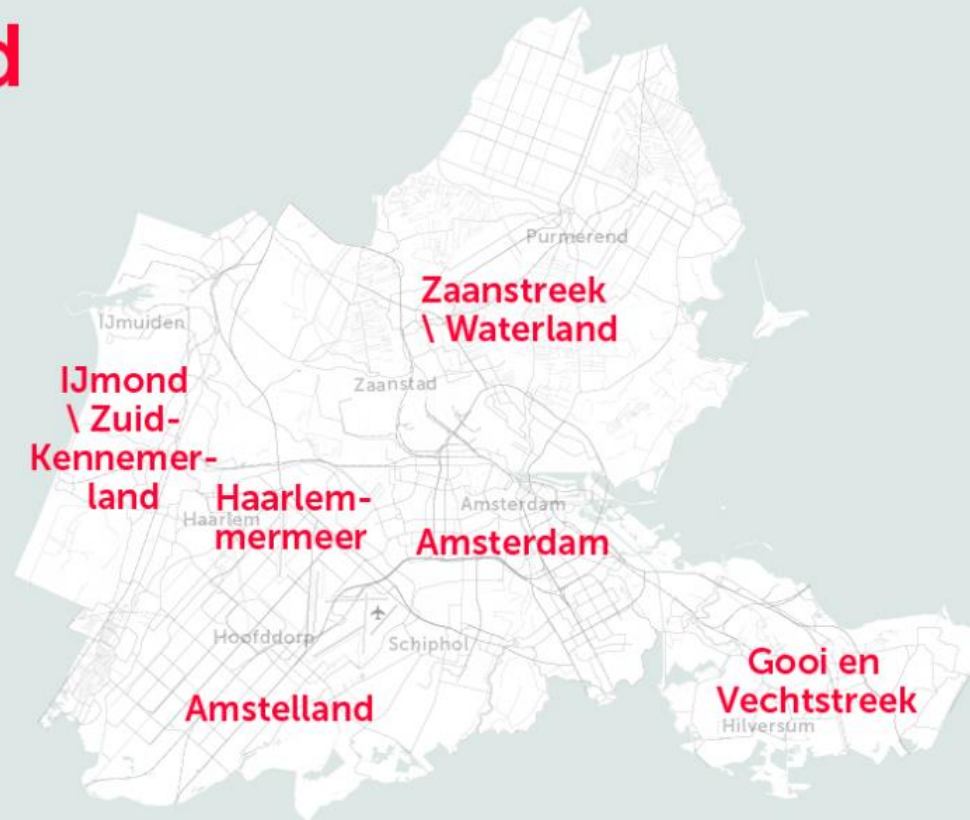 d
Purmerend
Zaanstreek
\ Waterland
IJmuiden
IJmond
\ Zuid-
Kennemer-
land
Zaanstad
Haarlem-
mermeer
Haarlem
Amsterdam
Amsterdam
Hoofddorp
Schiphol
Amstelland
Gooi en
Vechtstreek
Hilversum